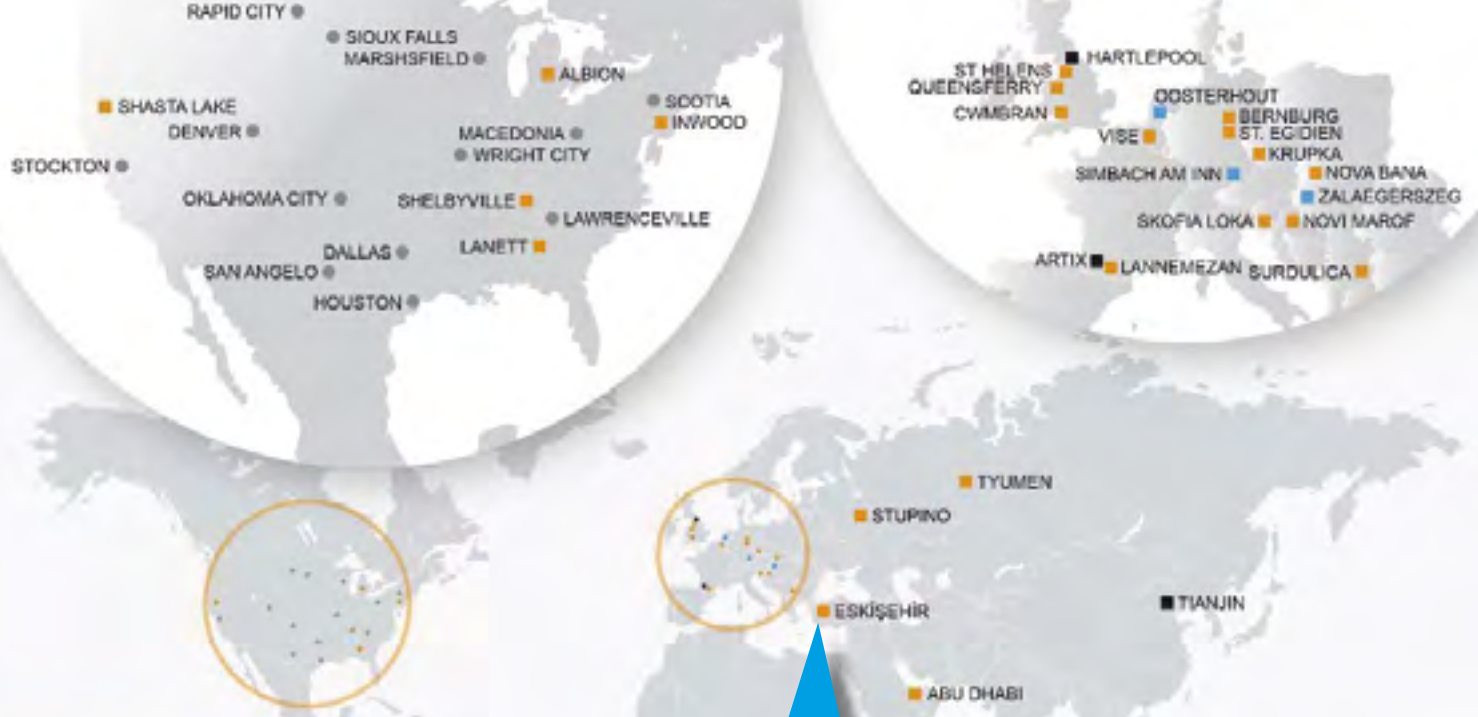 RAPID CITY
SIOUX FALLS
MARSHSFIELD
ALBION
SHASTA LAKE
SCOTIA
INWOOD
DENVER
MACEDONIA
WRIGHT CITY
STOCKTON
OKLAHOMA CITY
SHELBYVILLE
LAWRENCEVILLE
DALLAS
LANETT
SAN ANGELO
HOUSTON
HARTLEPOOL
ST HELENS
QUEENSFERRY
OOSTERHOUT
CWMBRAN
BERNBURG
VISE
ST. EGIDIEN
KRUPKA
SIMBACH AM INN
NOVA BANA
ZALAEGERSZEG
SKOFIA LOKA
NOVI MAROF
ARTIX
LANNEMEZAN
SURDULICA
TYUMEN
STUPINO
TIANJIN
ESKİŞEHİR
ABU DHABI